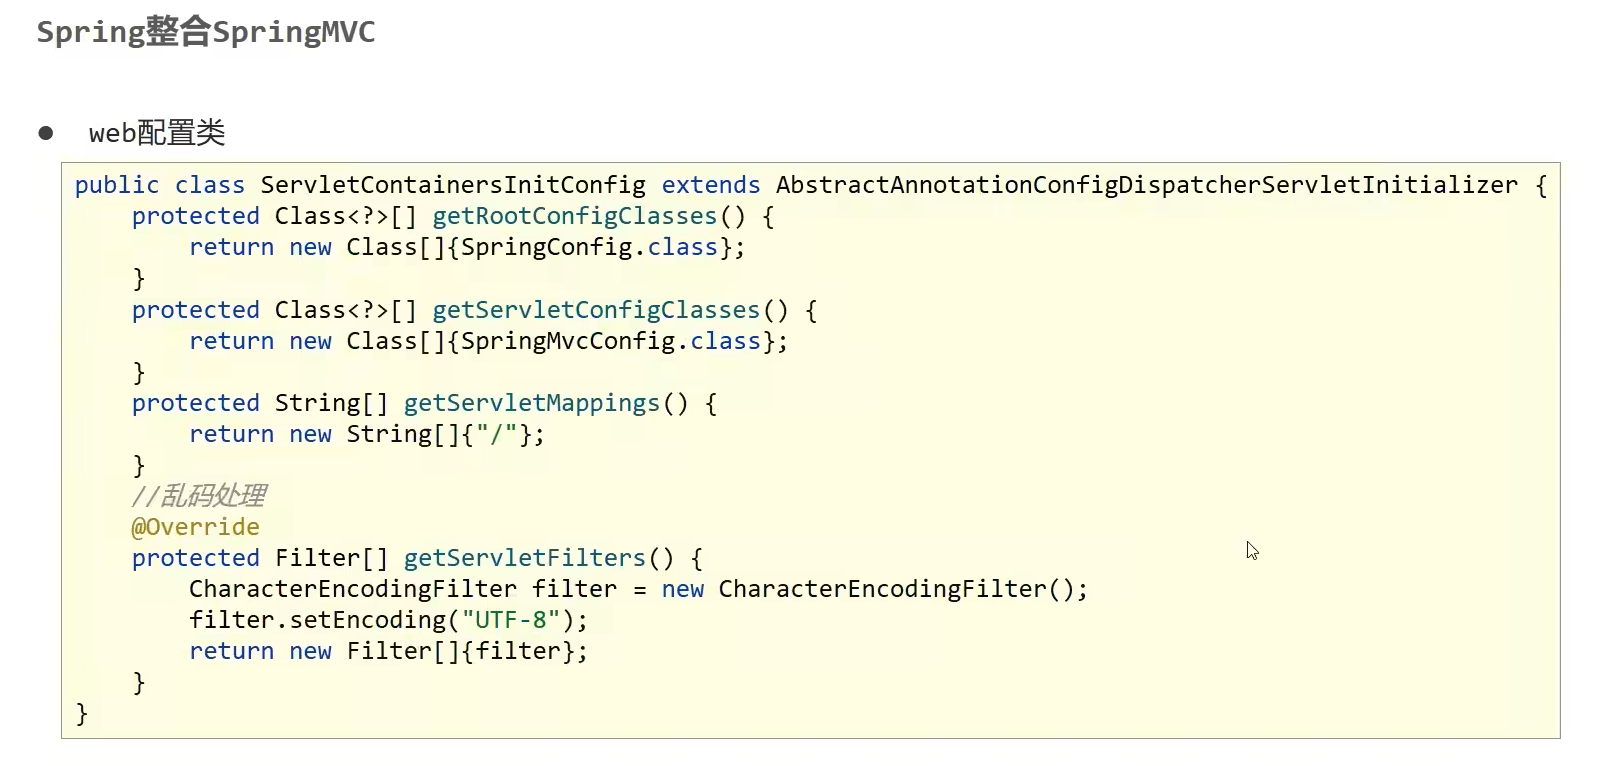 Spring整合SpringMVC
● web配置类
public class ServletContainersInitConfig extends AbstractAnnotationConfigDispatcherServletInitializer {
    protected Class<?>[] getRootConfigClasses() {
        return new Class[]{SpringConfig.class};
    }
    protected Class<?>[] getServletConfigClasses() {
        return new Class[]{SpringMvcConfig.class};
    }
    protected String[] getServletMappings() {
        return new String[]{"/"};
    }
    //乱码处理
    @Override
    protected Filter[] getServletFilters() {
        CharacterEncodingFilter filter = new CharacterEncodingFilter();
        filter.setEncoding("UTF-8");
        return new Filter[]{filter};
    }
}